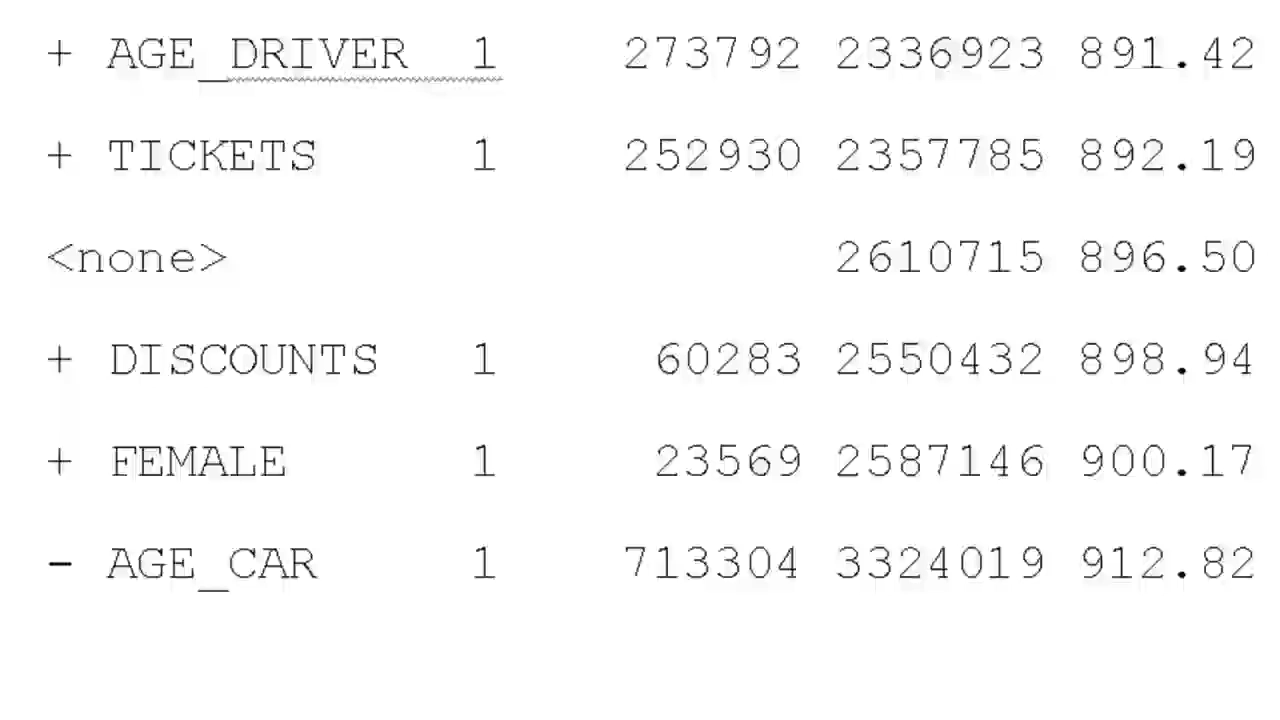 + AGE_DRIVER 1 273792 2336923 891.42
+ TICKETS 1 252930 2357785 892.19
<none> 2610715 896.50
+ DISCOUNTS 1 60283 2550432 898.94
+ FEMALE 1 23569 2587146 900.17
- AGE_CAR 1 713304 3324019 912.82